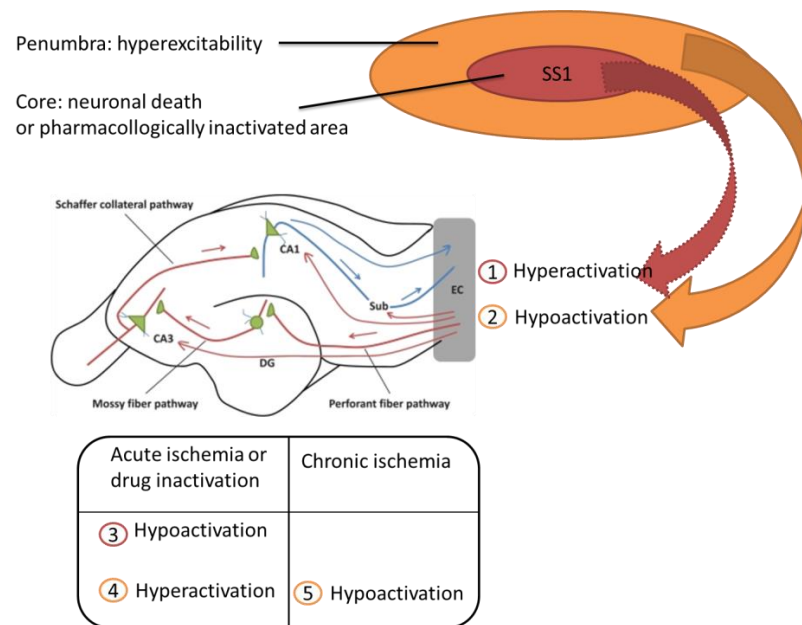 Penumbra: hyperexcitability
SS1
Core: neuronal death
or pharmacollogically inactivated area
Schaffer collateral pathway
CA1
1 Hyperactivation
EC
Sub
2 Hypoactivation
CA3
DG
Mossy fiber pathway
Perforant fiber pathway
Acute ischemia or
drug inactivation
Chronic ischemia
3 Hypoactivation
4 Hyperactivation
5 Hypoactivation